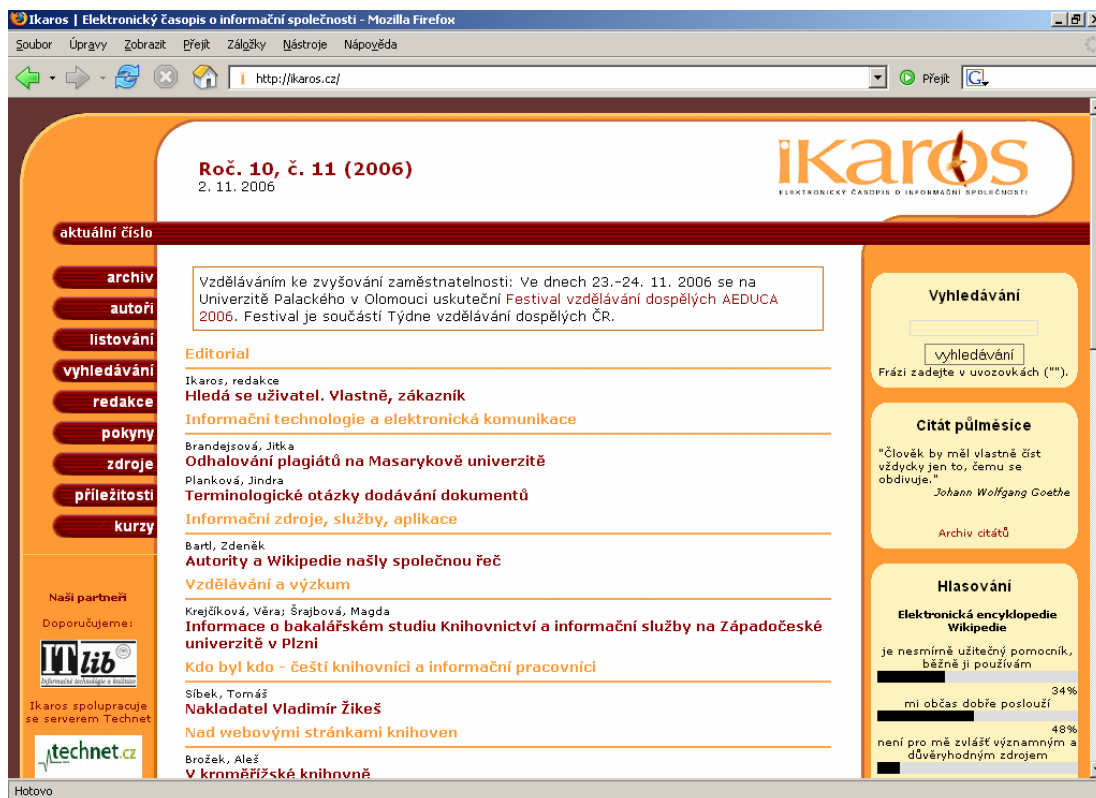 Ikaros | Elektronický časopis o informační společnosti - Mozilla Firefox
Soubor Úpravy Zobrazit Přejít Záložky Nástroje Nápověda
http://ikaros.cz/
Přejít
G
Roč. 10, č. 11 (2006)
2. 11. 2006
ikaros
ELEKTRONICKÝ ČASOPIS O INFORMAČNÍ SPOLEČNOSTI
aktuální číslo
archiv
autoři
listování
vyhledávání
redakce
pokyny
zdroje
příležitosti
kurzy
Naši partneři
Doporučujeme:
ITlib®
Informačné technológie a knižnice
Ikaros spolupracuje
se serverem Technet
technet.cz
Vzděláváním ke zvyšování zaměstnatelnosti: Ve dnech 23.-24. 11. 2006 se na
Univerzitě Palackého v Olomouci uskuteční Festival vzdělávání dospělých AEDUCA
2006. Festival je součástí Týdne vzdělávání dospělých ČR.
Editorial
Ikaros, redakce
Hledá se uživatel. Vlastně, zákazník
Informační technologie a elektronická komunikace
Brandejsová, Jitka
Odhalování plagiátů na Masarykově univerzitě
Planková, Jindra
Terminologické otázky dodávání dokumentů
Informační zdroje, služby, aplikace
Bartl, Zdeněk
Autority a Wikipedie našly společnou řeč
Vzdělávání a výzkum
Krejčíková, Věra; Šrajbová, Magda
Informace o bakalářském studiu Knihovnictví a informační služby na Západočeské
univerzitě v Plzni
Kdo byl kdo - čeští knihovníci a informační pracovníci
Síbek, Tomáš
Nakladatel Vladimír Žikeš
Nad webovými stránkami knihoven
Brožek, Aleš
V kroměřížské knihovně
Vyhledávání
vyhledávání
Frázi zadejte v uvozovkách ("").
Citát půlměsíce
"Člověk by měl vlastně číst
vždycky jen to, čemu se
obdivuje."
Johann Wolfgang Goethe
Archiv citátů
Hlasování
Elektronická encyklopedie
Wikipedie
je nesmírně užitečný pomocník,
běžně ji používám
34%
mi občas dobře poslouží
48%
není pro mě zvlášť významným a
důvěryhodným zdrojem
Hotovo